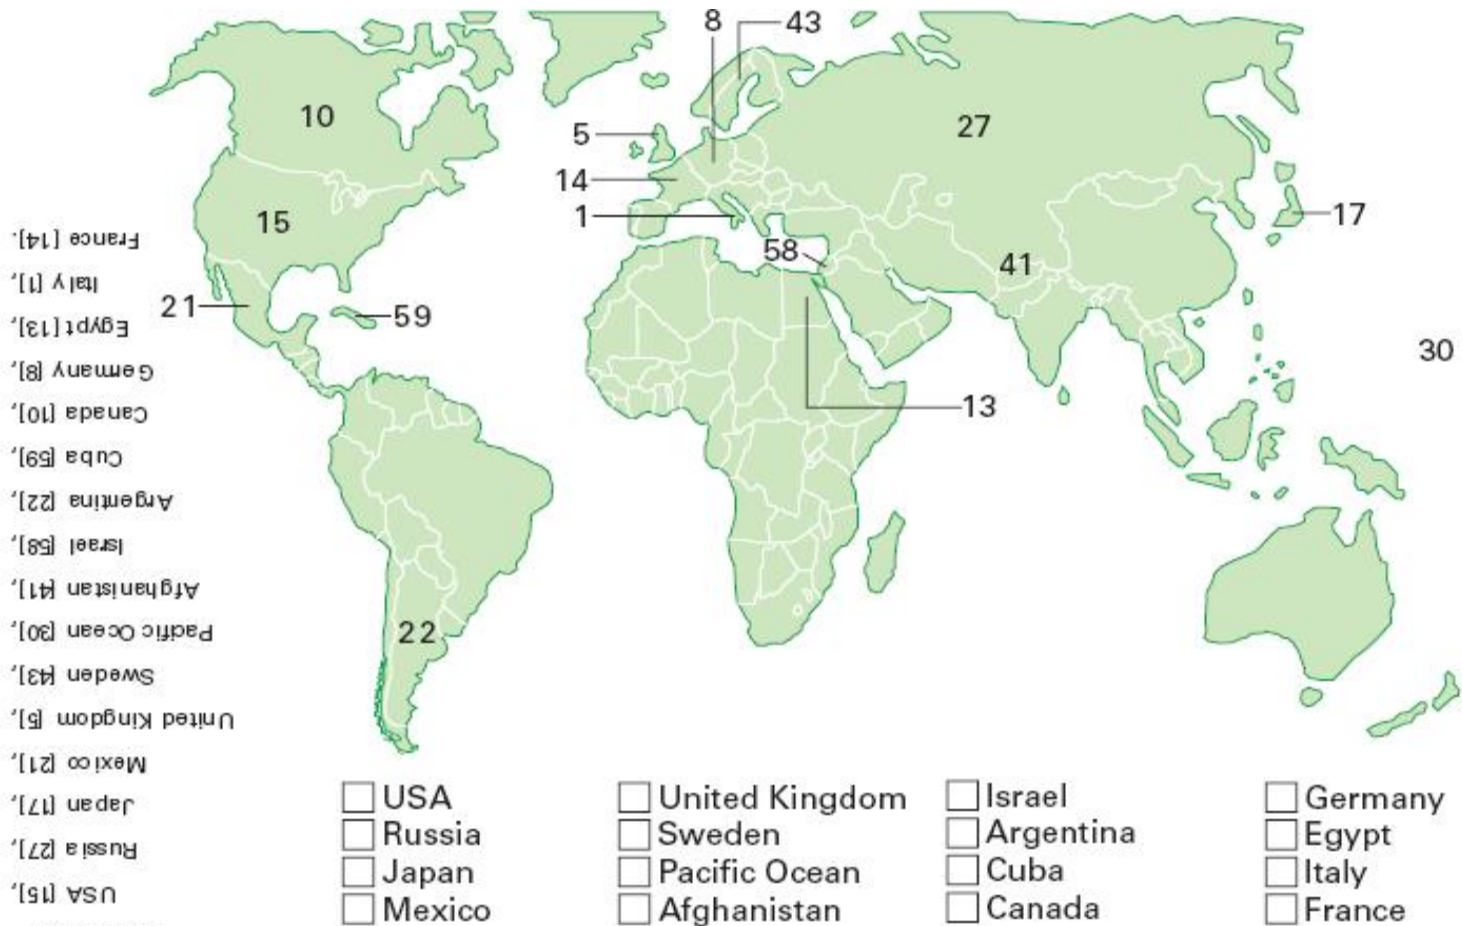 8 43
10
27
5
14
15
1
17
58
41
21
59
30
13
22
USA
Russia
Japan
Mexico
United Kingdom
Sweden
Pacific Ocean
Afghanistan
Israel
Argentina
Cuba
Canada
Germany
Egypt
Italy
France
USA [15],
Russia [27],
Japan [17],
Mexico [21],
United Kingdom [5],
Sweden [43],
Pacific Ocean [30],
Afghanistan [41],
Israel [58],
Argentina [22],
Cuba [59],
Canada [10],
Germany [8],
Egypt [13],
Italy [1],
France [14].